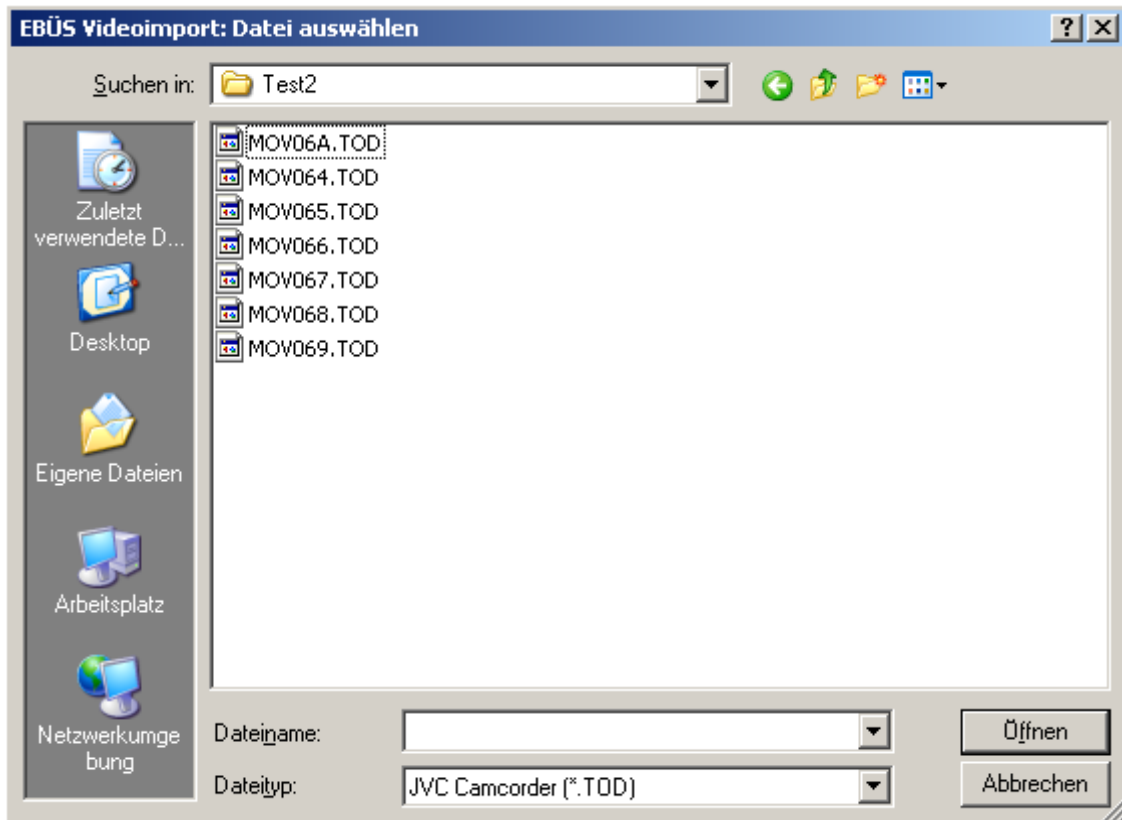 EBÜS Videoimport: Datei auswählen
Suchen in:
Test2
Zuletzt
verwendete D...
Desktop
Eigene Dateien
Arbeitsplatz
Netzwerkumge
bung
MOV06A.TOD
MOV064.TOD
MOV065.TOD
MOV066.TOD
MOV067.TOD
MOV068.TOD
MOV069.TOD
Dateiname:
Öffnen
Dateityp:
JVC Camcorder (*.TOD)
Abbrechen